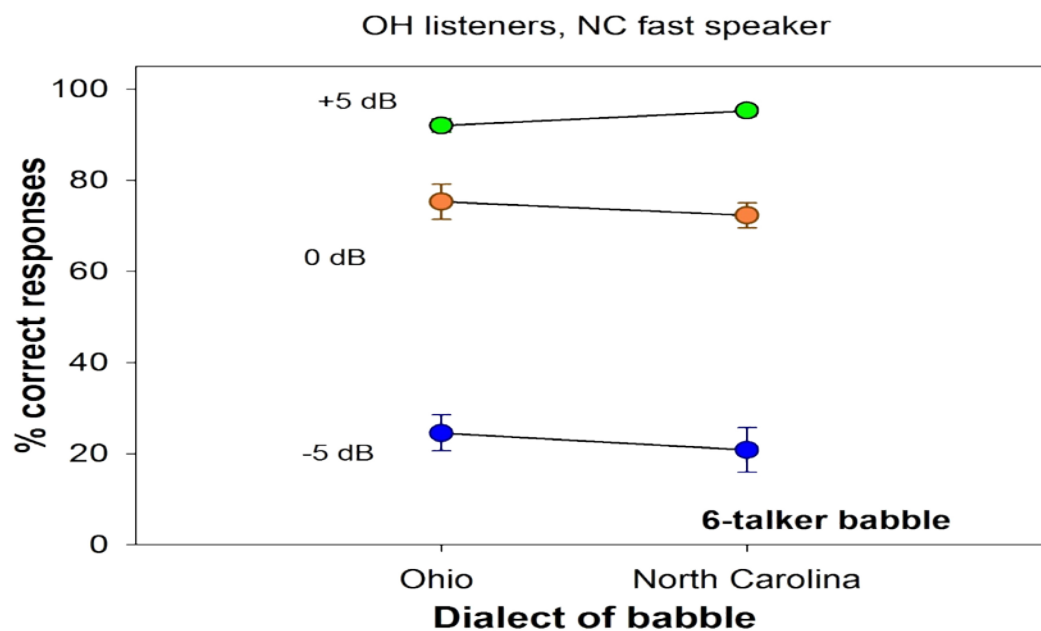 OH listeners, NC fast speaker
100
+5 dB
80
0 dB
60
40
-5 dB
20
6-talker babble
0
% correct responses
Ohio
North Carolina
Dialect of babble